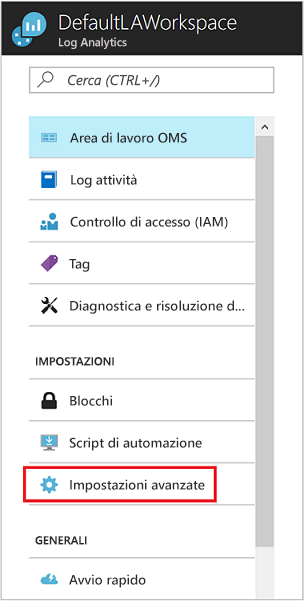 DefaultLAWorkspace
Log Analytics
Cerca (CTRL+/)
Area di lavoro OMS
Log attività
Controllo di accesso (IAM)
Tag
Diagnostica e risoluzione d...
IMPOSTAZIONI
Blocchi
Script di automazione
Impostazioni avanzate
GENERALI
Avvio rapido